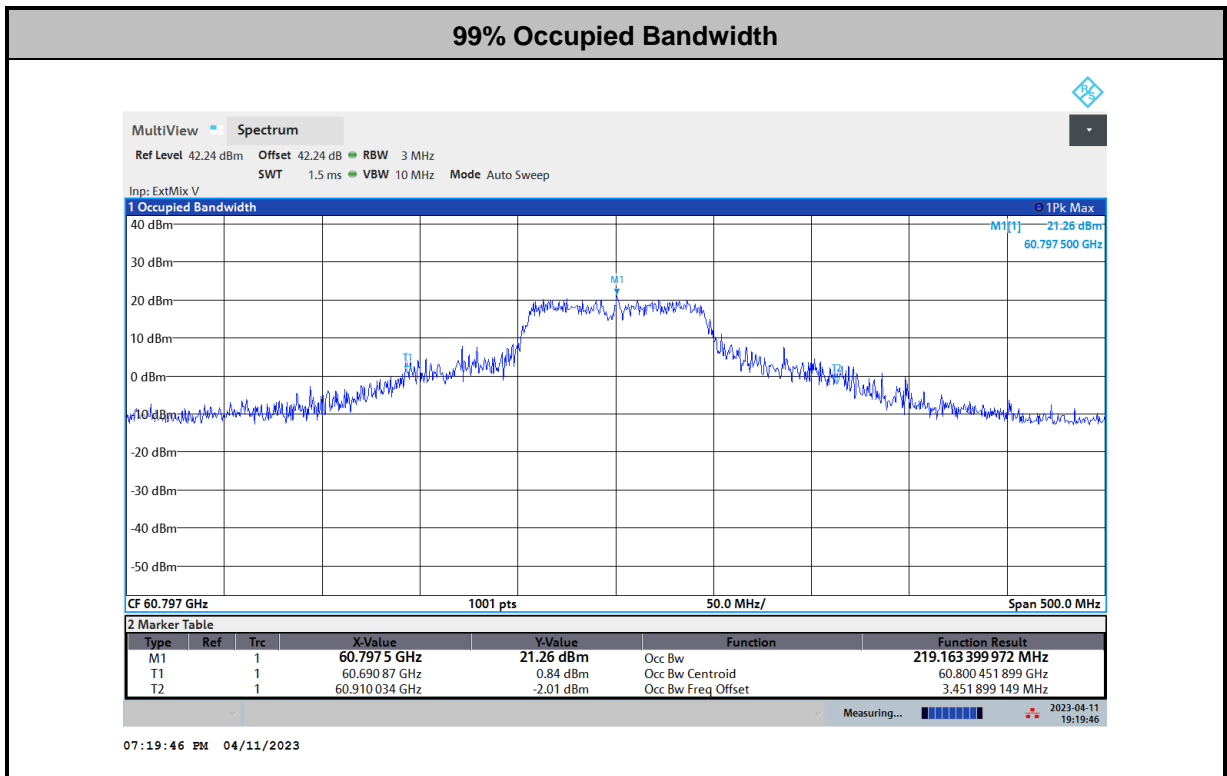 99% Occupied Bandwidth
R S
MultiView Spectrum
Ref Level 42.24 dBm Offset 42.24 dB RBW 3 MHz
SWT 1.5 ms VBW 10 MHz Mode Auto Sweep
Inp: ExtMix V
1 Occupied Bandwidth 1Pk Max
40 dBm M1[1] 21.26 dBm
60.797 500 GHz
30 dBm
M1
20 dBm
10 dBm
T1
T2
0 dBm
-10 dBm
-20 dBm
-30 dBm
-40 dBm
-50 dBm
CF 60.797 GHz 1001 pts 50.0 MHz/ Span 500.0 MHz
2 Marker Table
Type Ref Trc X-Value Y-Value Function Function Result
M1 1 60.797 5 GHz 21.26 dBm Occ Bw 219.163 399 972 MHz
T1 1 60.690 87 GHz 0.84 dBm Occ Bw Centroid 60.800 451 899 GHz
T2 1 60.910 034 GHz -2.01 dBm Occ Bw Freq Offset 3.451 899 149 MHz
Measuring... 2023-04-11
19:19:46
07:19:46 PM 04/11/2023